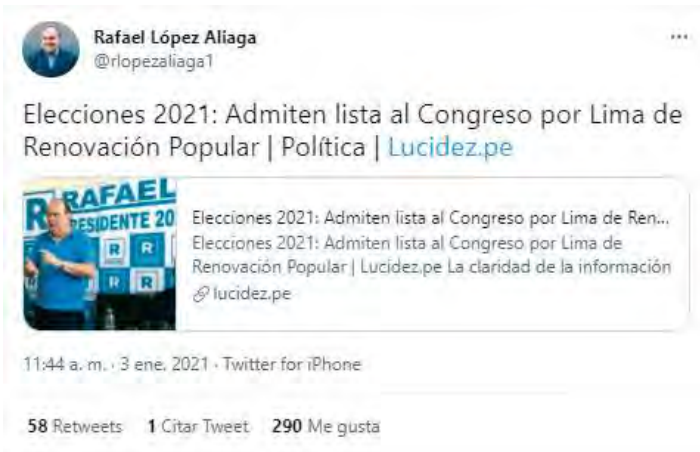 Rafael López Aliaga
...
@rlopezaliaga1
Elecciones 2021: Admiten lista al Congreso por Lima de
Renovación Popular | Política | Lucidez.pe
RAFAEL
RESIDENTE 20
R
R
R
R
R
Elecciones 2021: Admiten lista al Congreso por Lima de Ren...
Elecciones 2021: Admiten lista al Congreso por Lima de
Renovación Popular | Lucidez.pe La claridad de la información
lucidez.pe
11:44 a. m. · 3 ene. 2021 · Twitter for iPhone
58 Retweets 1 Citar Tweet 290 Me gusta